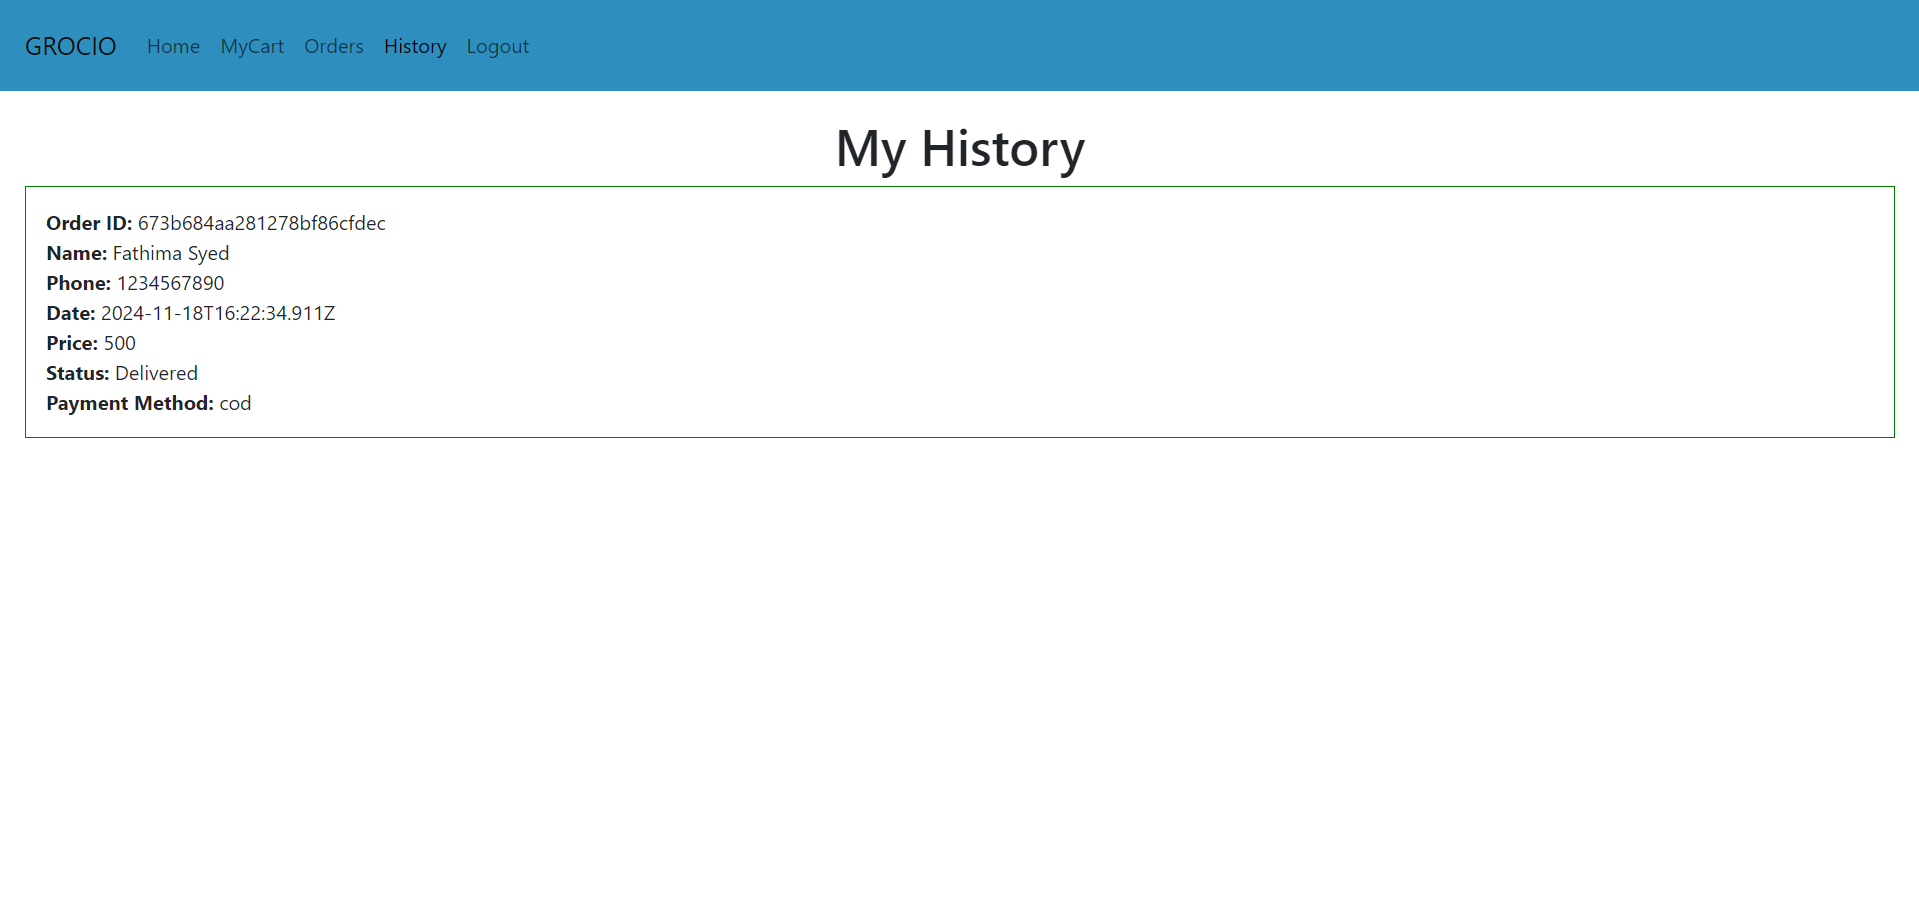 GROCIO Home MyCart Orders History Logout
My History
Order ID: 673b684aa281278bf86cfdec
Name: Fathima Syed
Phone: 1234567890
Date: 2024-11-18T16:22:34.911Z
Price: 500
Status: Delivered
Payment Method: cod